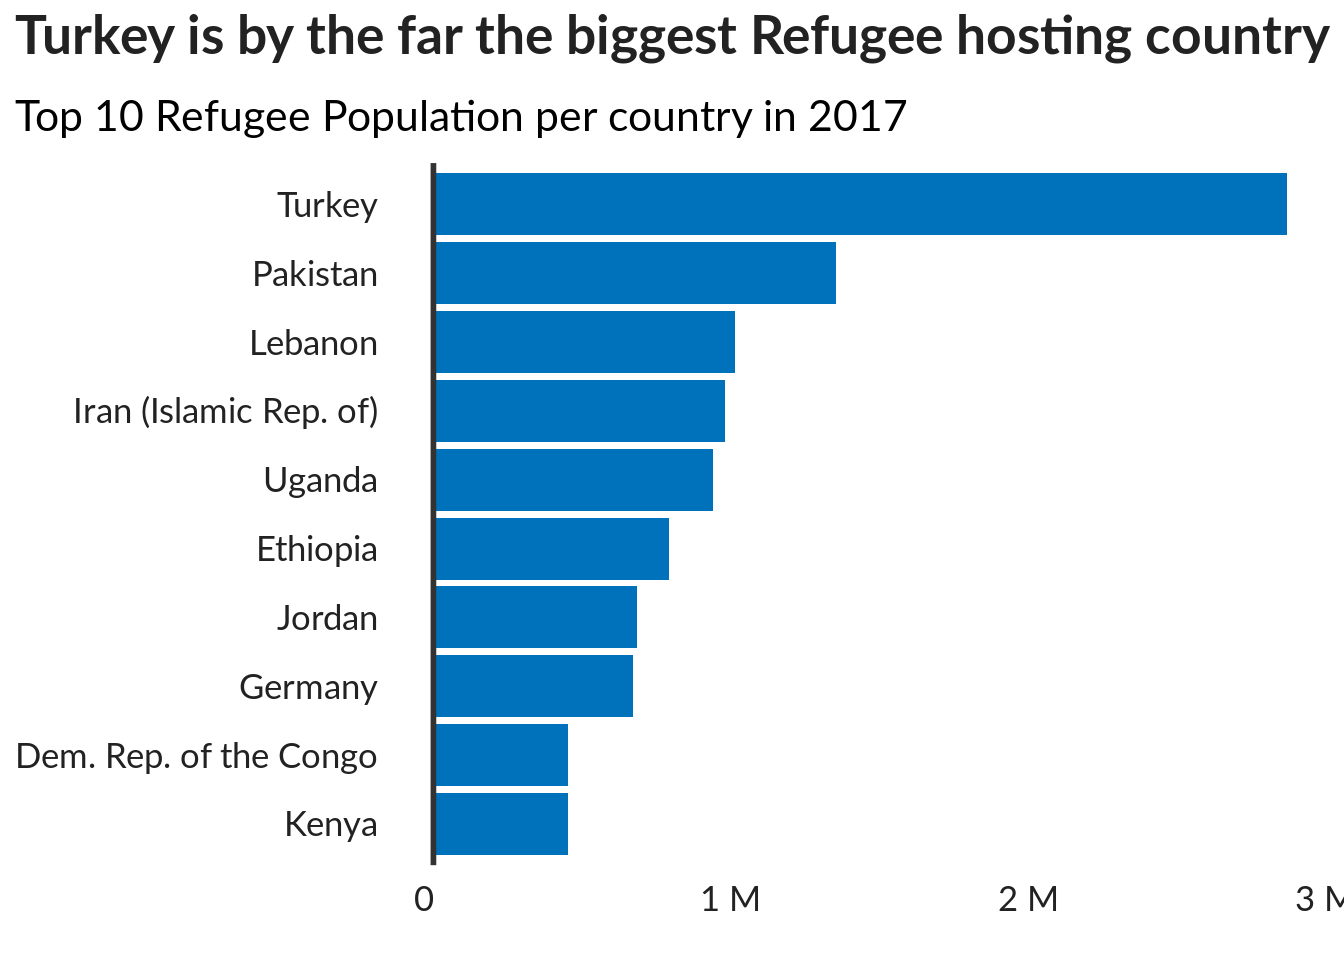 Turkey is by the far the biggest Refugee hosting country
Top 10 Refugee Population per country in 2017
Turkey
Pakistan
Lebanon
Iran (Islamic Rep. of)
Uganda
Ethiopia
Jordan
Germany
Dem. Rep. of the Congo
Kenya
0 1 M 2 M 3 M